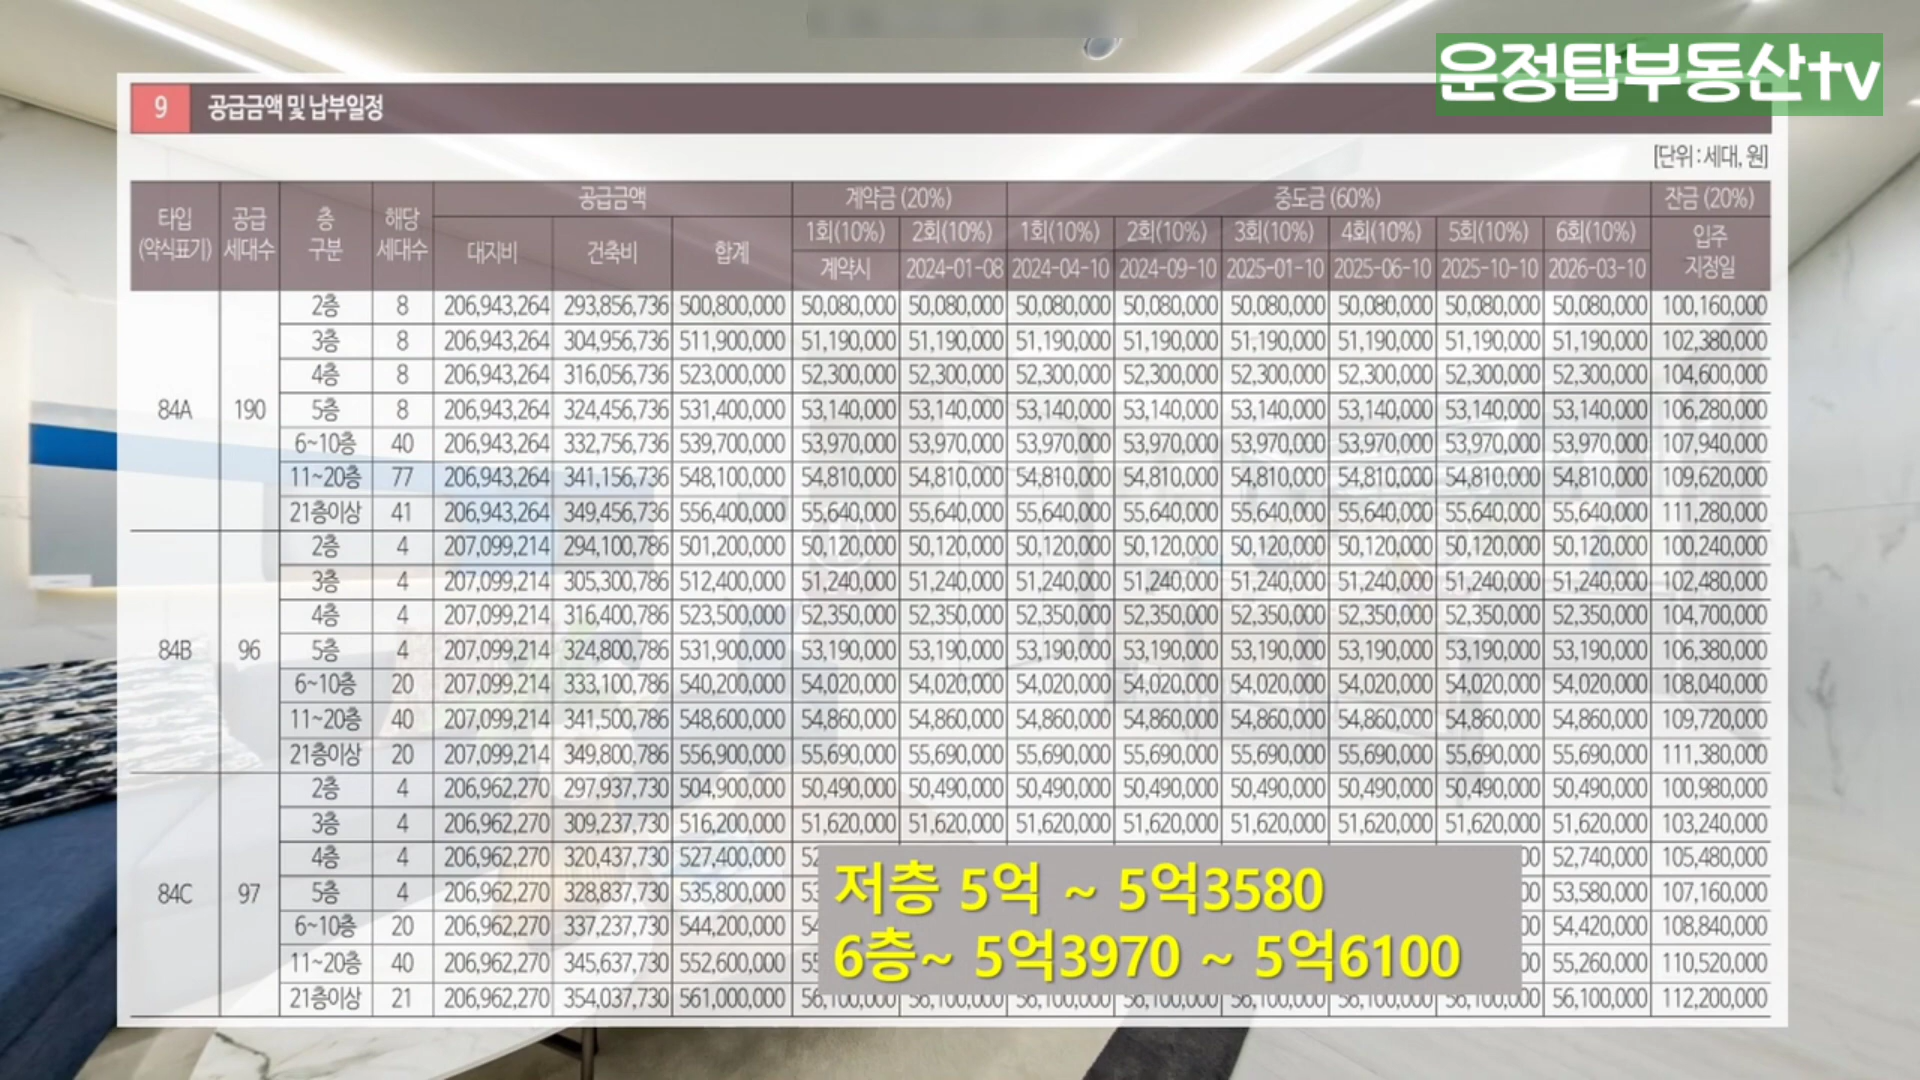 운정탑부동산tv
9 공급금액 및 납부일정
[단위 : 세대, 원]
타입 (약식표기) 공급 세대수 층 구분 해당 세대수 공급금액 계약금 (20%) 중도금 (60%) 잔금 (20%)
대지비 건축비 합계 1회(10%) 2회(10%) 1회(10%) 2회(10%) 3회(10%) 4회(10%) 5회(10%) 6회(10%) 입주 지정일
계약시 2024-01-08 2024-04-10 2024-09-10 2025-01-10 2025-06-10 2025-10-10 2026-03-10
2층 8 206,943,264 293,856,736 500,800,000 50,080,000 50,080,000 50,080,000 50,080,000 50,080,000 50,080,000 50,080,000 50,080,000 100,160,000
3층 8 206,943,264 304,956,736 511,900,000 51,190,000 51,190,000 51,190,000 51,190,000 51,190,000 51,190,000 51,190,000 51,190,000 102,380,000
4층 8 206,943,264 316,056,736 523,000,000 52,300,000 52,300,000 52,300,000 52,300,000 52,300,000 52,300,000 52,300,000 52,300,000 104,600,000
84A 190 5층 8 206,943,264 324,456,736 531,400,000 53,140,000 53,140,000 53,140,000 53,140,000 53,140,000 53,140,000 53,140,000 53,140,000 106,280,000
6~10층 40 206,943,264 332,756,736 539,700,000 53,970,000 53,970,000 53,970,000 53,970,000 53,970,000 53,970,000 53,970,000 53,970,000 107,940,000
11~20층 77 206,943,264 341,156,736 548,100,000 54,810,000 54,810,000 54,810,000 54,810,000 54,810,000 54,810,000 54,810,000 54,810,000 109,620,000
21층이상 41 206,943,264 349,456,736 556,400,000 55,640,000 55,640,000 55,640,000 55,640,000 55,640,000 55,640,000 55,640,000 55,640,000 111,280,000
2층 4 207,099,214 294,100,786 501,200,000 50,120,000 50,120,000 50,120,000 50,120,000 50,120,000 50,120,000 50,120,000 50,120,000 100,240,000
3층 4 207,099,214 305,300,786 512,400,000 51,240,000 51,240,000 51,240,000 51,240,000 51,240,000 51,240,000 51,240,000 51,240,000 102,480,000
4층 4 207,099,214 316,400,786 523,500,000 52,350,000 52,350,000 52,350,000 52,350,000 52,350,000 52,350,000 52,350,000 52,350,000 104,700,000
84B 96 5층 4 207,099,214 324,800,786 531,900,000 53,190,000 53,190,000 53,190,000 53,190,000 53,190,000 53,190,000 53,190,000 53,190,000 106,380,000
6~10층 20 207,099,214 333,100,786 540,200,000 54,020,000 54,020,000 54,020,000 54,020,000 54,020,000 54,020,000 54,020,000 54,020,000 108,040,000
11~20층 40 207,099,214 341,500,786 548,600,000 54,860,000 54,860,000 54,860,000 54,860,000 54,860,000 54,860,000 54,860,000 54,860,000 109,720,000
21층이상 20 207,099,214 349,800,786 556,900,000 55,690,000 55,690,000 55,690,000 55,690,000 55,690,000 55,690,000 55,690,000 55,690,000 111,380,000
2층 4 206,962,270 297,937,730 504,900,000 50,490,000 50,490,000 50,490,000 50,490,000 50,490,000 50,490,000 50,490,000 50,490,000 100,980,000
3층 4 206,962,270 309,237,730 516,200,000 51,620,000 51,620,000 51,620,000 51,620,000 51,620,000 51,620,000 51,620,000 51,620,000 103,240,000
4층 4 206,962,270 320,437,730 527,400,000 52,740,000 105,480,000
84C 97 5층 4 206,962,270 328,837,730 535,800,000 53,580,000 107,160,000
6~10층 20 206,962,270 337,237,730 544,200,000 54,420,000 108,840,000
11~20층 40 206,962,270 345,637,730 552,600,000 55,260,000 110,520,000
21층이상 21 206,962,270 354,037,730 561,000,000 56,100,000 56,100,000 56,100,000 56,100,000 56,100,000 56,100,000 56,100,000 56,100,000 112,200,000
저층 5억 ~ 5억3580
6층~ 5억3970 ~ 5억6100